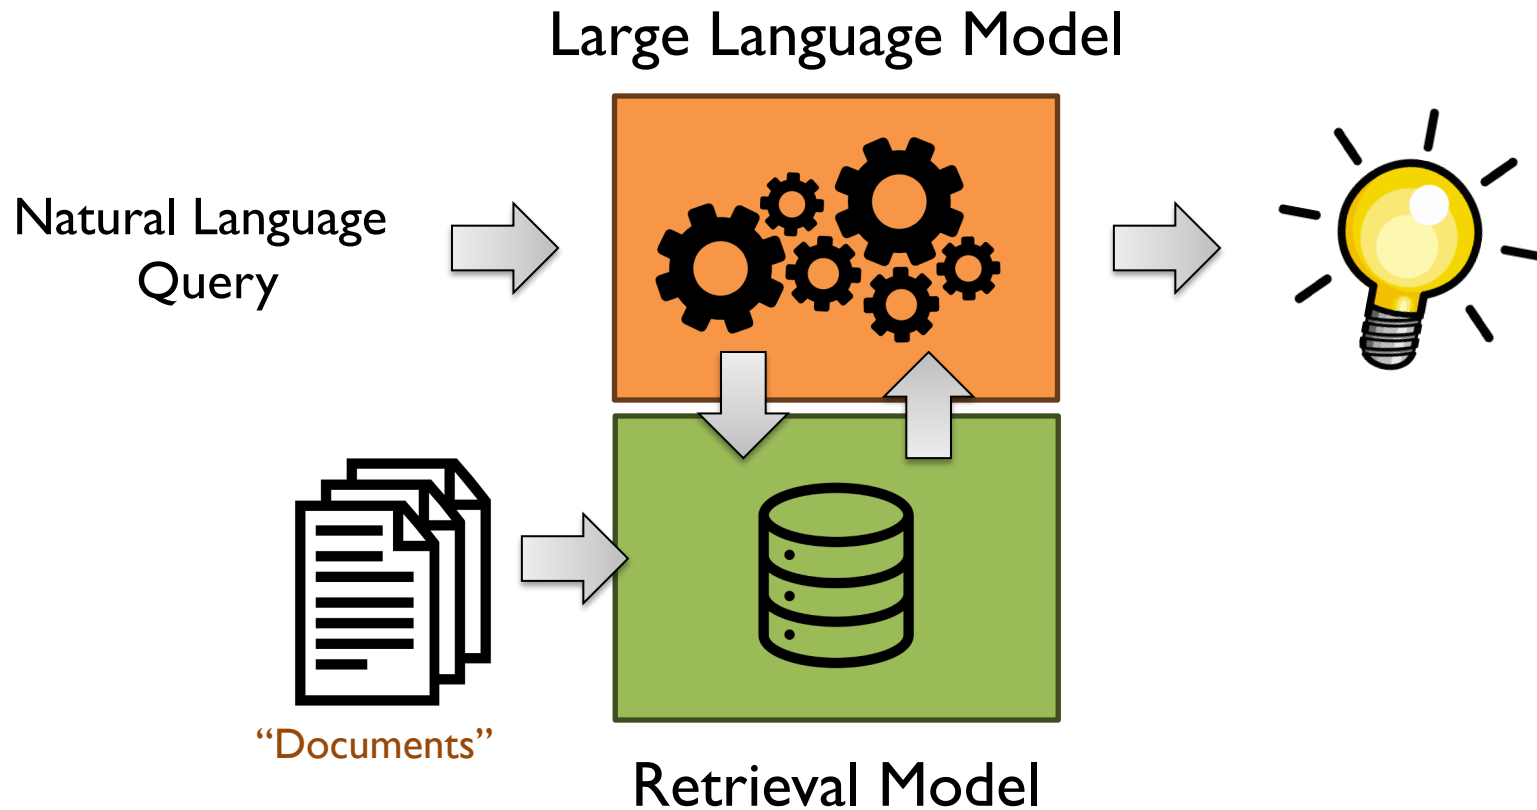 Large Language Model
Natural Language
Query
“Documents”
Retrieval Model